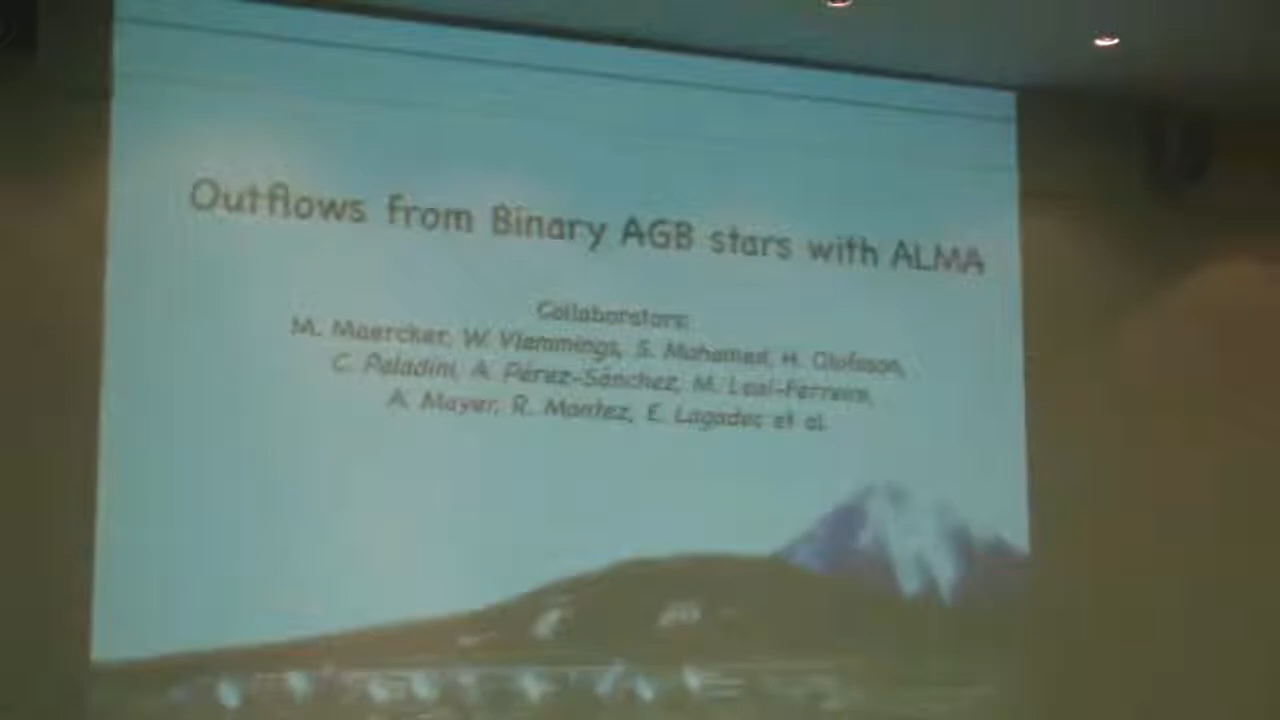 Outflows from Binary AGB stars with ALMA
Collaborators:
M. Maercker, W. Vlemmings, S. Mohamed, H. Olofsson,
C. Paladini, A. Pérez-Sánchez, M. Leal-Ferreira,
A. Mayer, R. Montez, E. Lagadec et al.